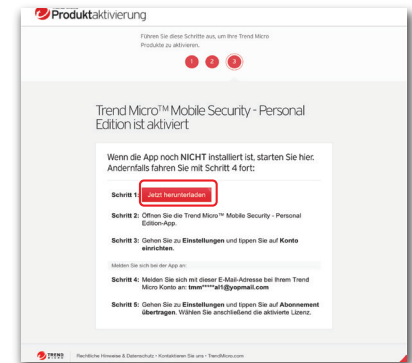 Produktaktivierung
Führen Sie diese Schritte aus, um Ihre Trend Micro
Produkte zu aktivieren.
1 2 3
Trend Micro™ Mobile Security - Personal
Edition ist aktiviert
Wenn die App noch NICHT installiert ist, starten Sie hier.
Andernfalls fahren Sie mit Schritt 4 fort:
Schritt 1: Jetzt herunterladen
Schritt 2: Öffnen Sie die Trend Micro™ Mobile Security - Personal
Edition-App.
Schritt 3: Gehen Sie zu Einstellungen und tippen Sie auf Konto
einrichten.
Melden Sie sich bei der App an:
Schritt 4: Melden Sie sich mit dieser E-Mail-Adresse bei Ihrem Trend
Micro Konto an: tmm*****al1@yopmail.com
Schritt 5: Gehen Sie zu Einstellungen und tippen Sie auf Abonnement
übertragen. Wählen Sie anschließend die aktivierte Lizenz.
TREND MICRO Rechtliche Hinweise & Datenschutz • Kontaktieren Sie uns • TrendMicro.com